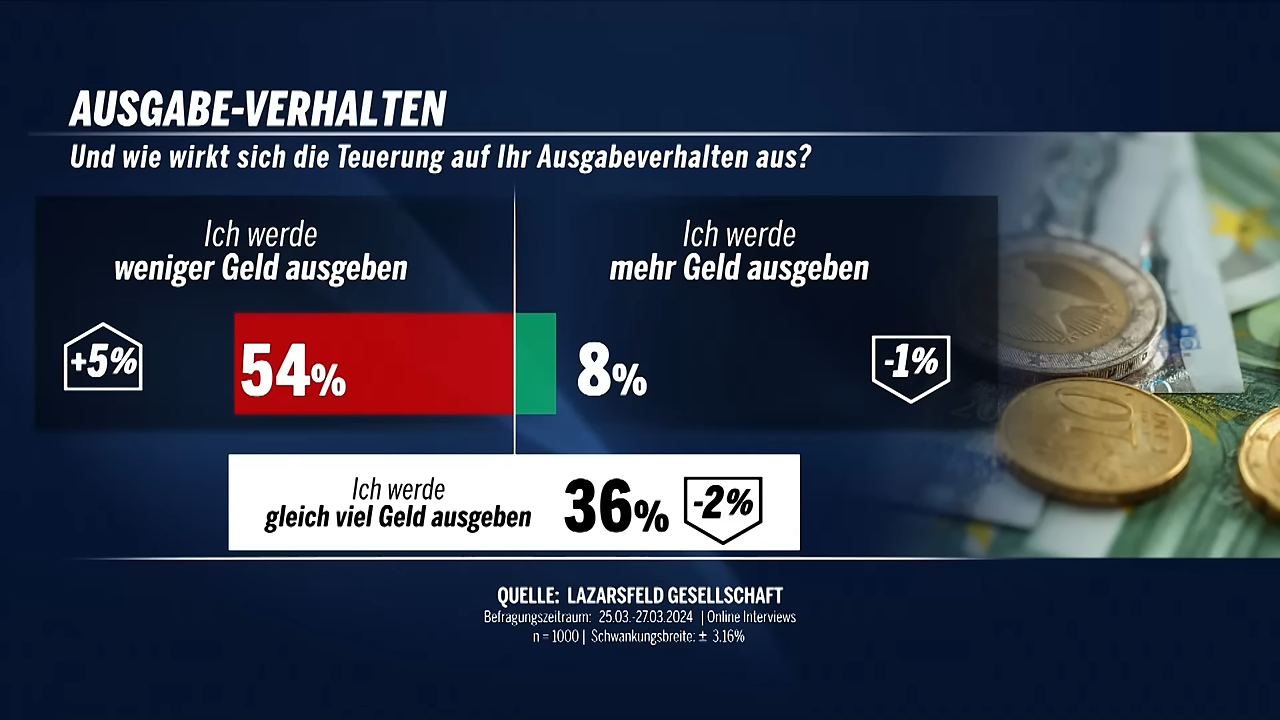 AUSGABE-VERHALTEN
Und wie wirkt sich die Teuerung auf Ihr Ausgabeverhalten aus?
Ich werde
weniger Geld ausgeben
Ich werde
mehr Geld ausgeben
+5%
54%
8%
-1%
Ich werde
gleich viel Geld ausgeben
36%
-2%
10
CENT
QUELLE: LAZARSFELD GESELLSCHAFT
Befragungszeitraum: 25.03.-27.03.2024 | Online Interviews
n = 1000 | Schwankungsbreite: ± 3.16%